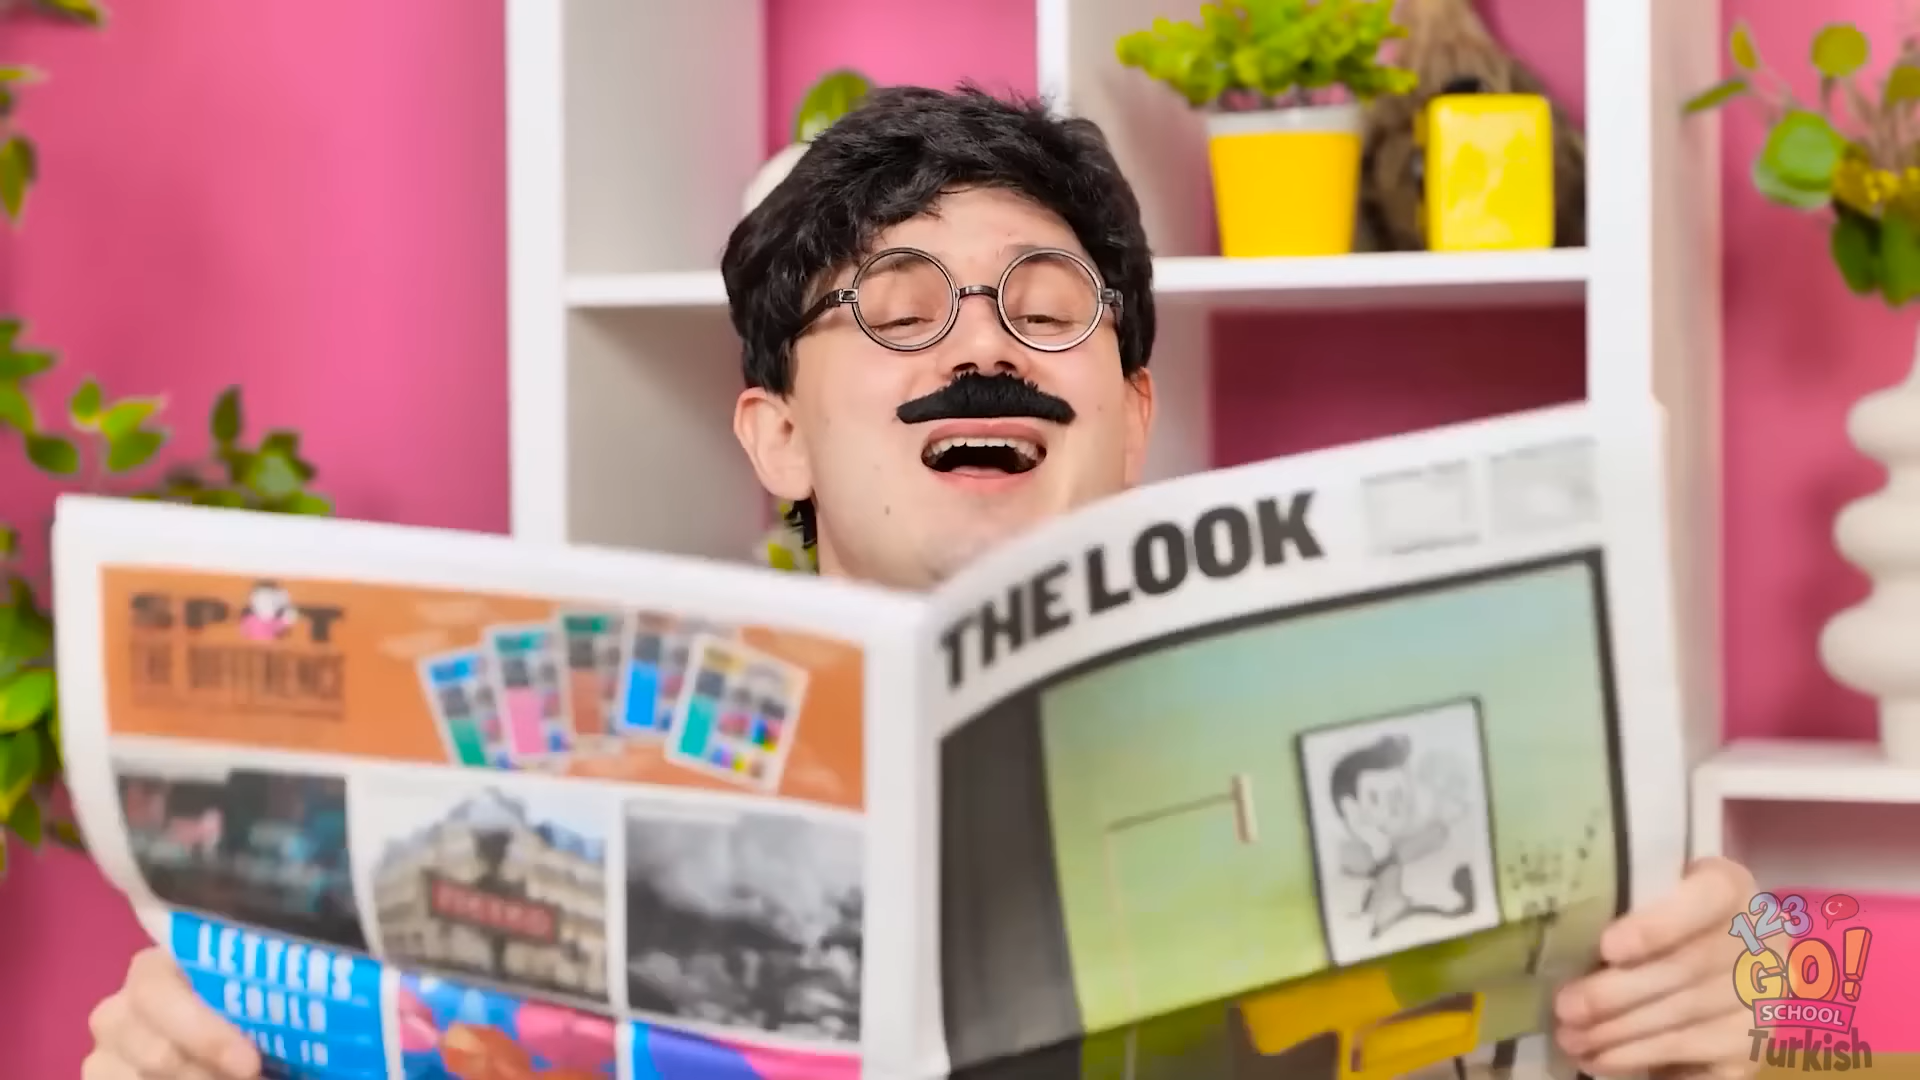 SPOT
THE DIFFERENCE
LETTERS
COULD
THE LOOK
123
GO!
SCHOOL
Turkish